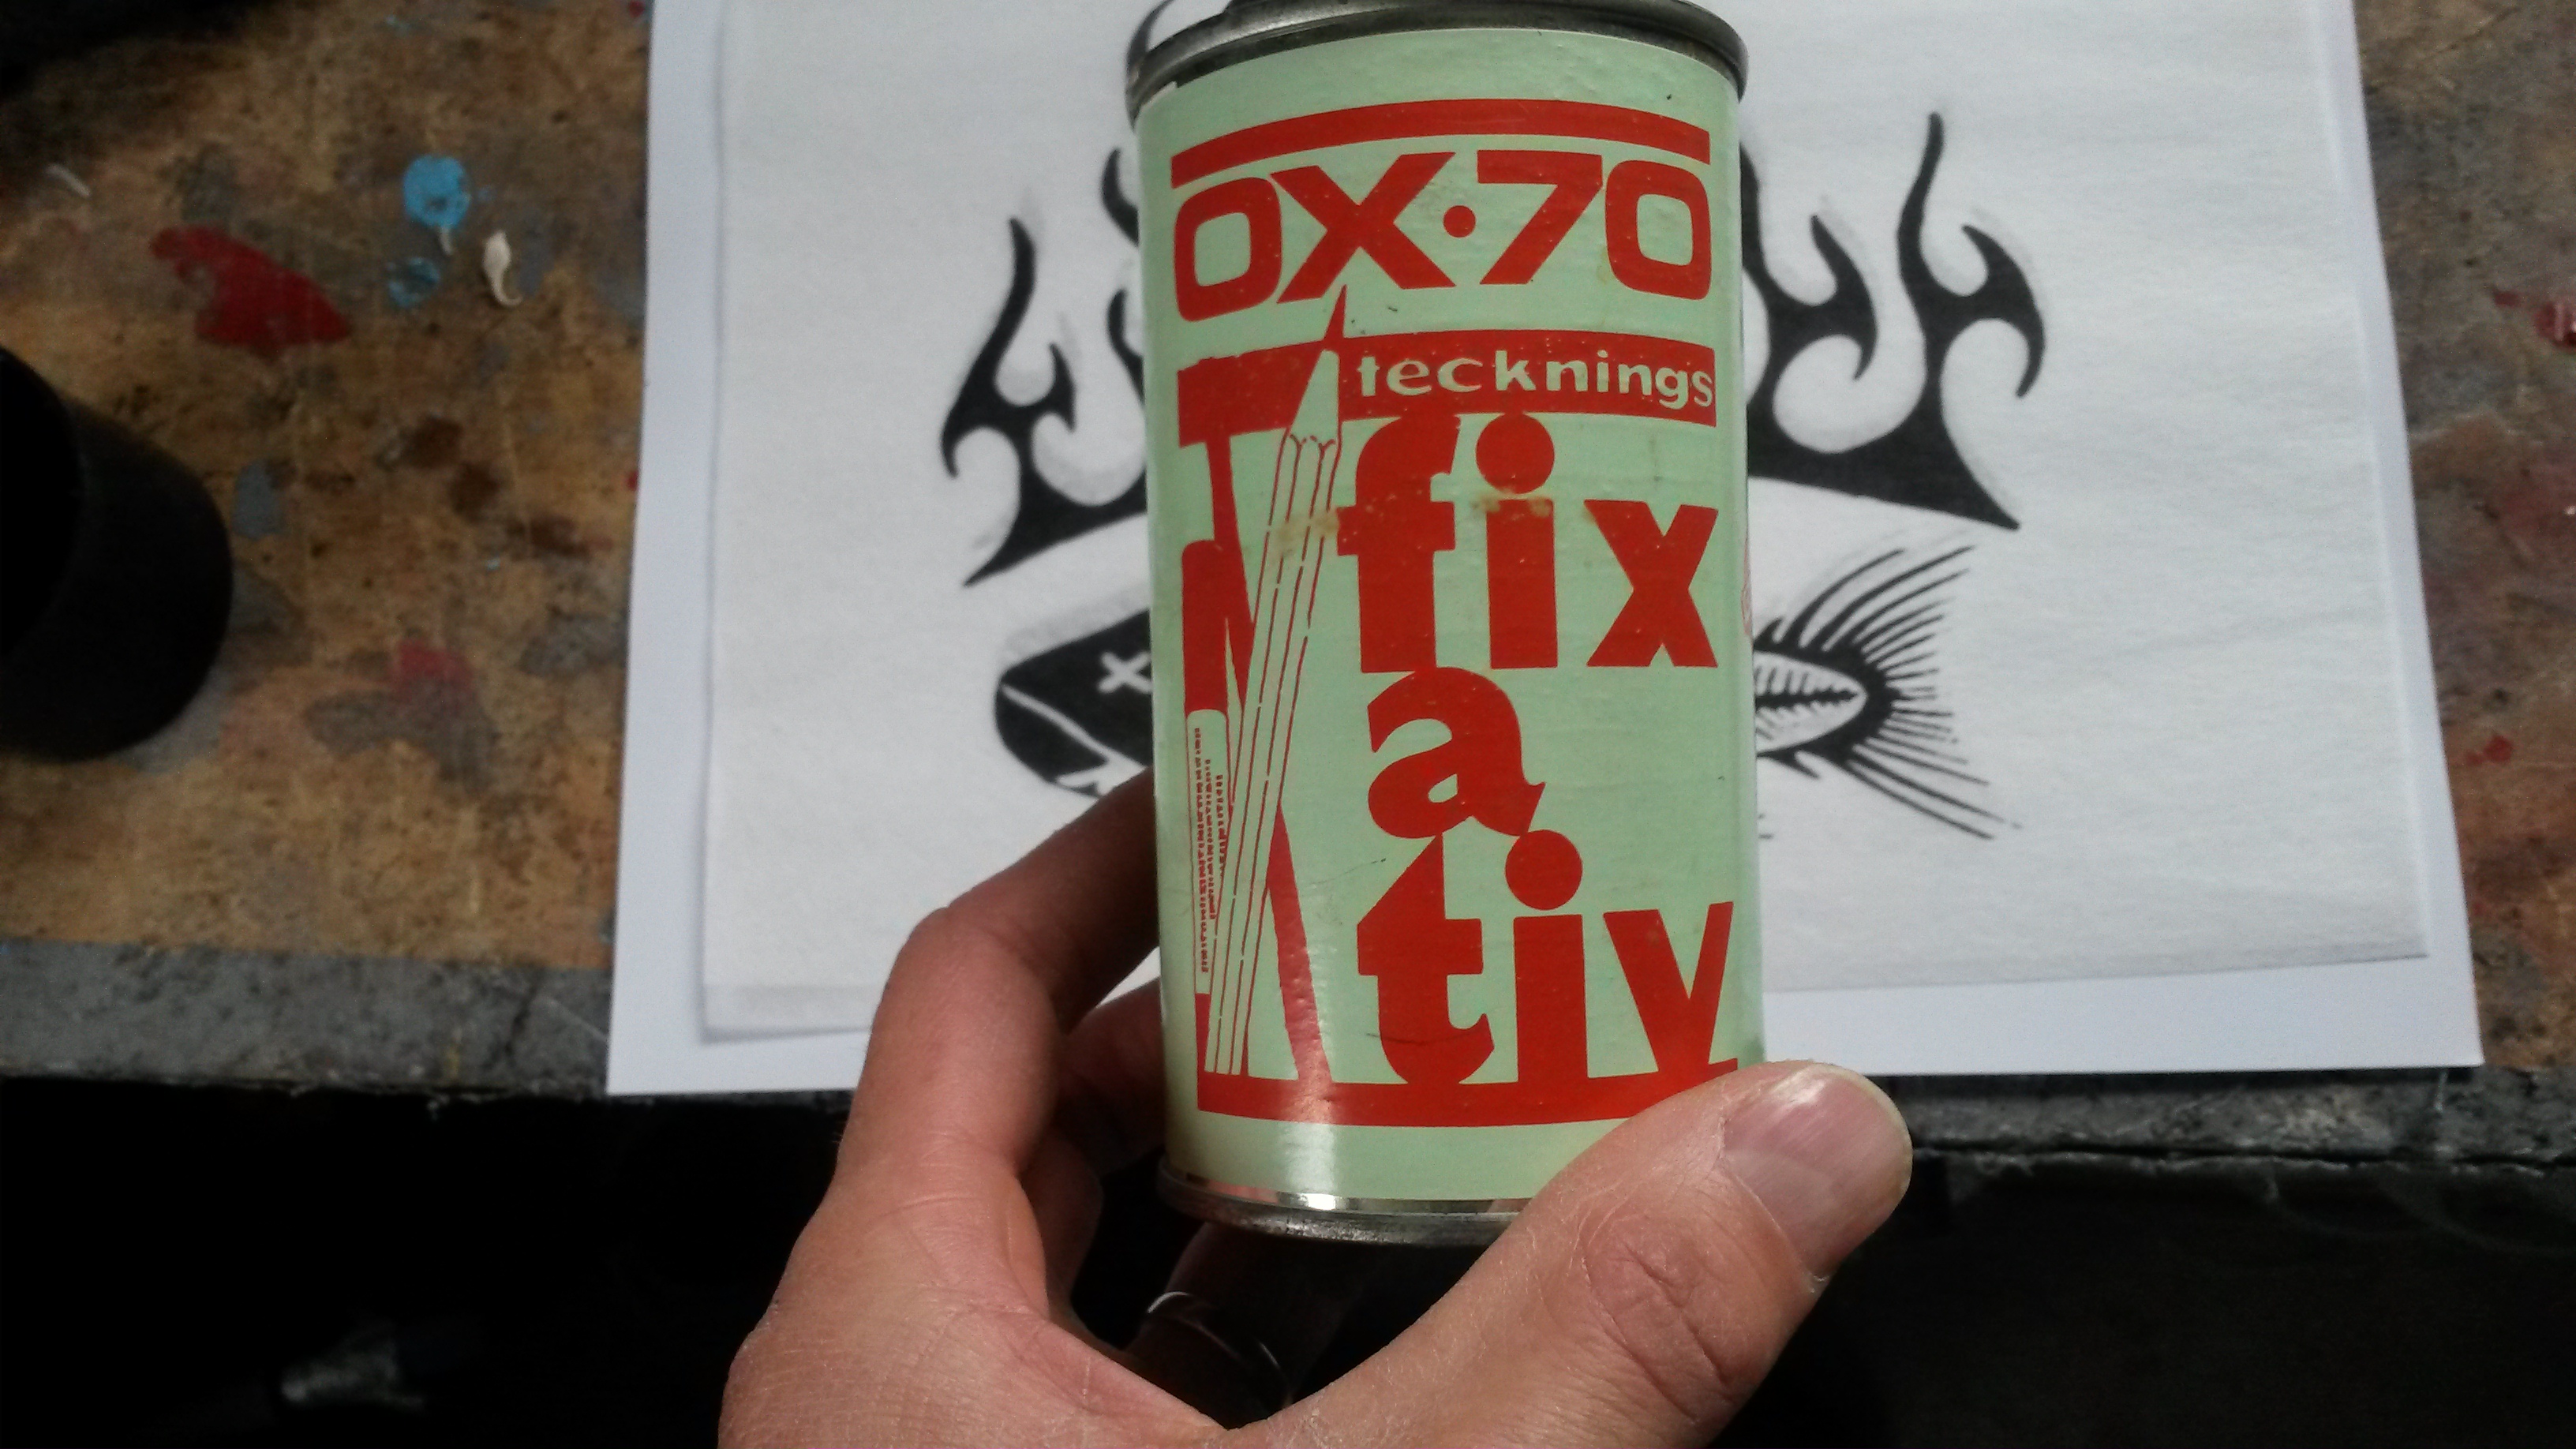 OX·70
tecknings
fix
a
tiv